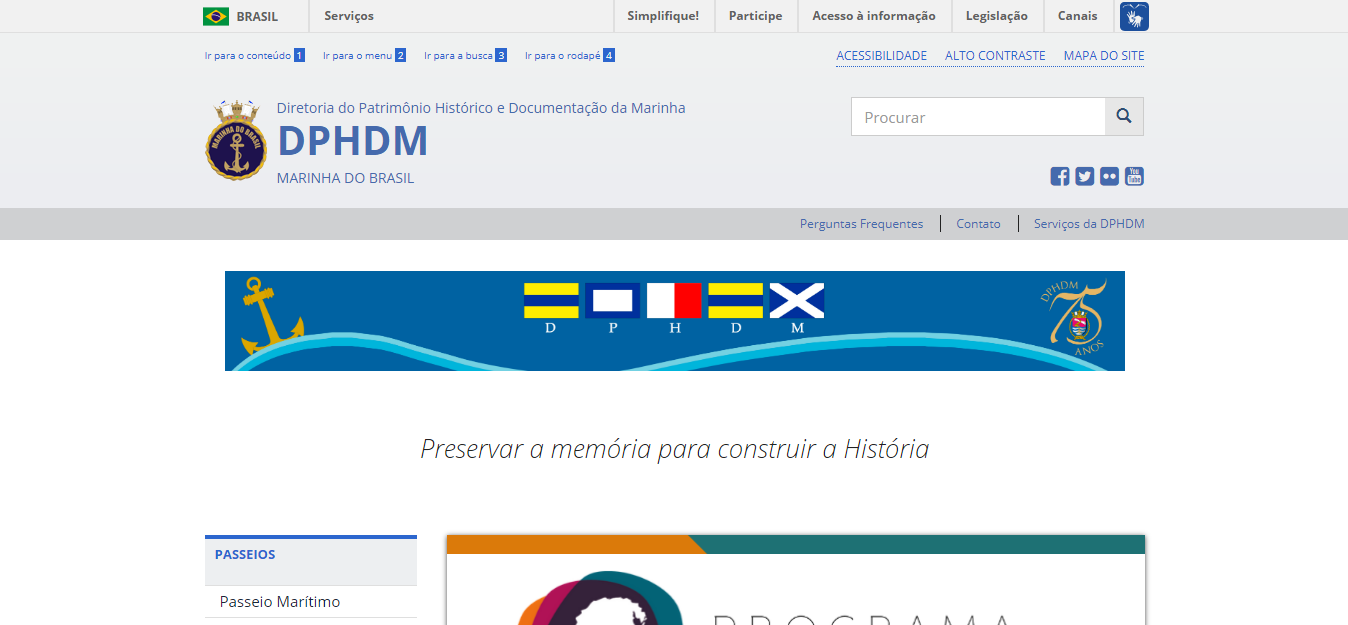 BRASIL Serviços Simplifique! Participe Acesso à informação Legislação Canais
Ir para o conteúdo 1 Ir para o menu 2 Ir para a busca 3 Ir para o rodapé 4 ACESSIBILIDADE ALTO CONTRASTE MAPA DO SITE
Diretoria do Patrimônio Histórico e Documentação da Marinha
DPHDM
MARINHA DO BRASIL
MARINHA DO BRASIL
Procurar
You Tube
Perguntas Frequentes Contato Serviços da DPHDM
D P H D M
DPHDM
75
ANOS
Preservar a memória para construir a História
PASSEIOS
Passeio Marítimo
PROGRAMA